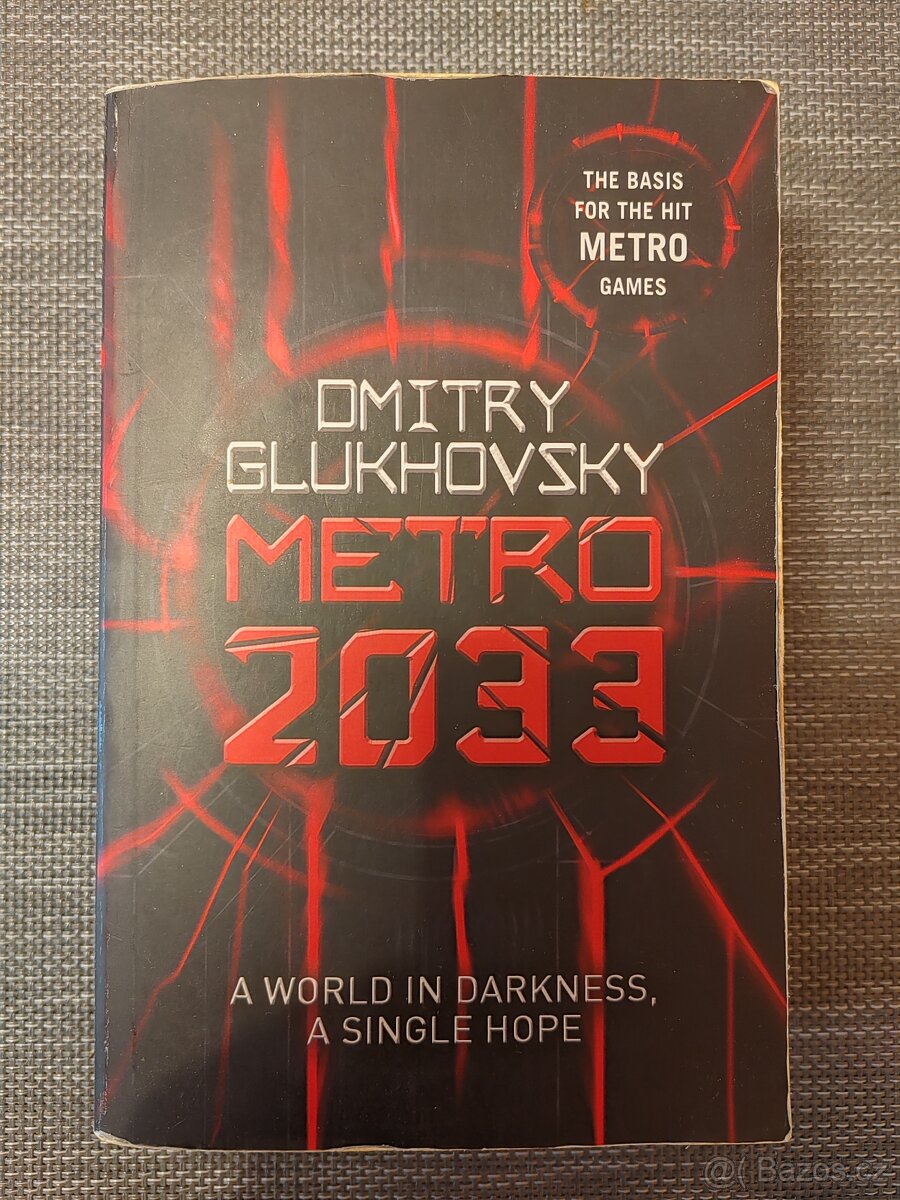 THE BASIS
FOR THE HIT
METRO
GAMES
DMITRY
GLUKHOVSKY
METRO
2033
A WORLD IN DARKNESS,
A SINGLE HOPE
@( Bazos.cz